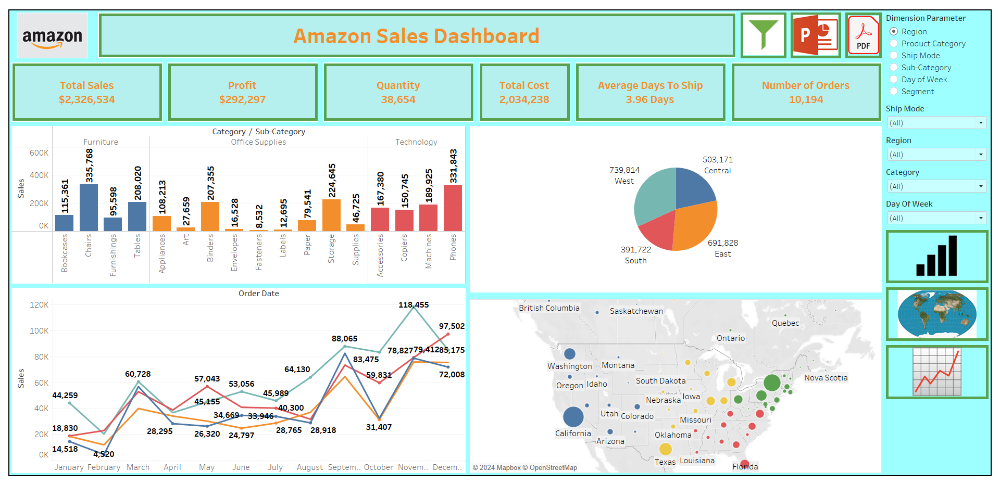 amazon
Amazon Sales Dashboard
P
PDF
Dimension Parameter
Region
Product Category
Ship Mode
Sub-Category
Day of Week
Segment
Total Sales
$2,326,534
Profit
$292,297
Quantity
38,654
Total Cost
2,034,238
Average Days To Ship
3.96 Days
Number of Orders
10,194
Ship Mode
(All)
Region
(All)
Category
(All)
Day Of Week
(All)
Category / Sub-Category
Furniture
Office Supplies
Technology
Sales
600K
400K
200K
0K
115,361
335,768
95,598
208,020
108,213
27,659
207,355
16,528
8,532
12,695
79,541
224,645
46,725
167,380
150,745
189,925
331,843
Bookcases
Chairs
Furnishings
Tables
Appliances
Art
Binders
Envelopes
Fasteners
Labels
Paper
Storage
Supplies
Accessories
Copiers
Machines
Phones
503,171
Central
739,814
West
691,828
East
391,722
South
Order Date
Sales
120K
100K
80K
60K
40K
20K
0K
44,259
18,830
14,518
4,520
60,728
28,295
57,043
45,155
26,320
53,056
34,669
24,797
45,989
40,300
33,946
28,765
64,130
28,918
88,065
83,475
59,831
31,407
118,455
78,827
79,412
97,502
85,175
72,008
January
February
March
April
May
June
July
August
Septem..
October
Novem..
Decem..
British Columbia
Saskatchewan
Quebec
Ontario
Washington
Montana
Nova Scotia
Oregon
Idaho
South Dakota
United
Nebraska
Iowa
Utah
Colorado
Missouri
California
Arizona
Oklahoma
Texas
Louisiana
Florida
© 2024 Mapbox © OpenStreetMap